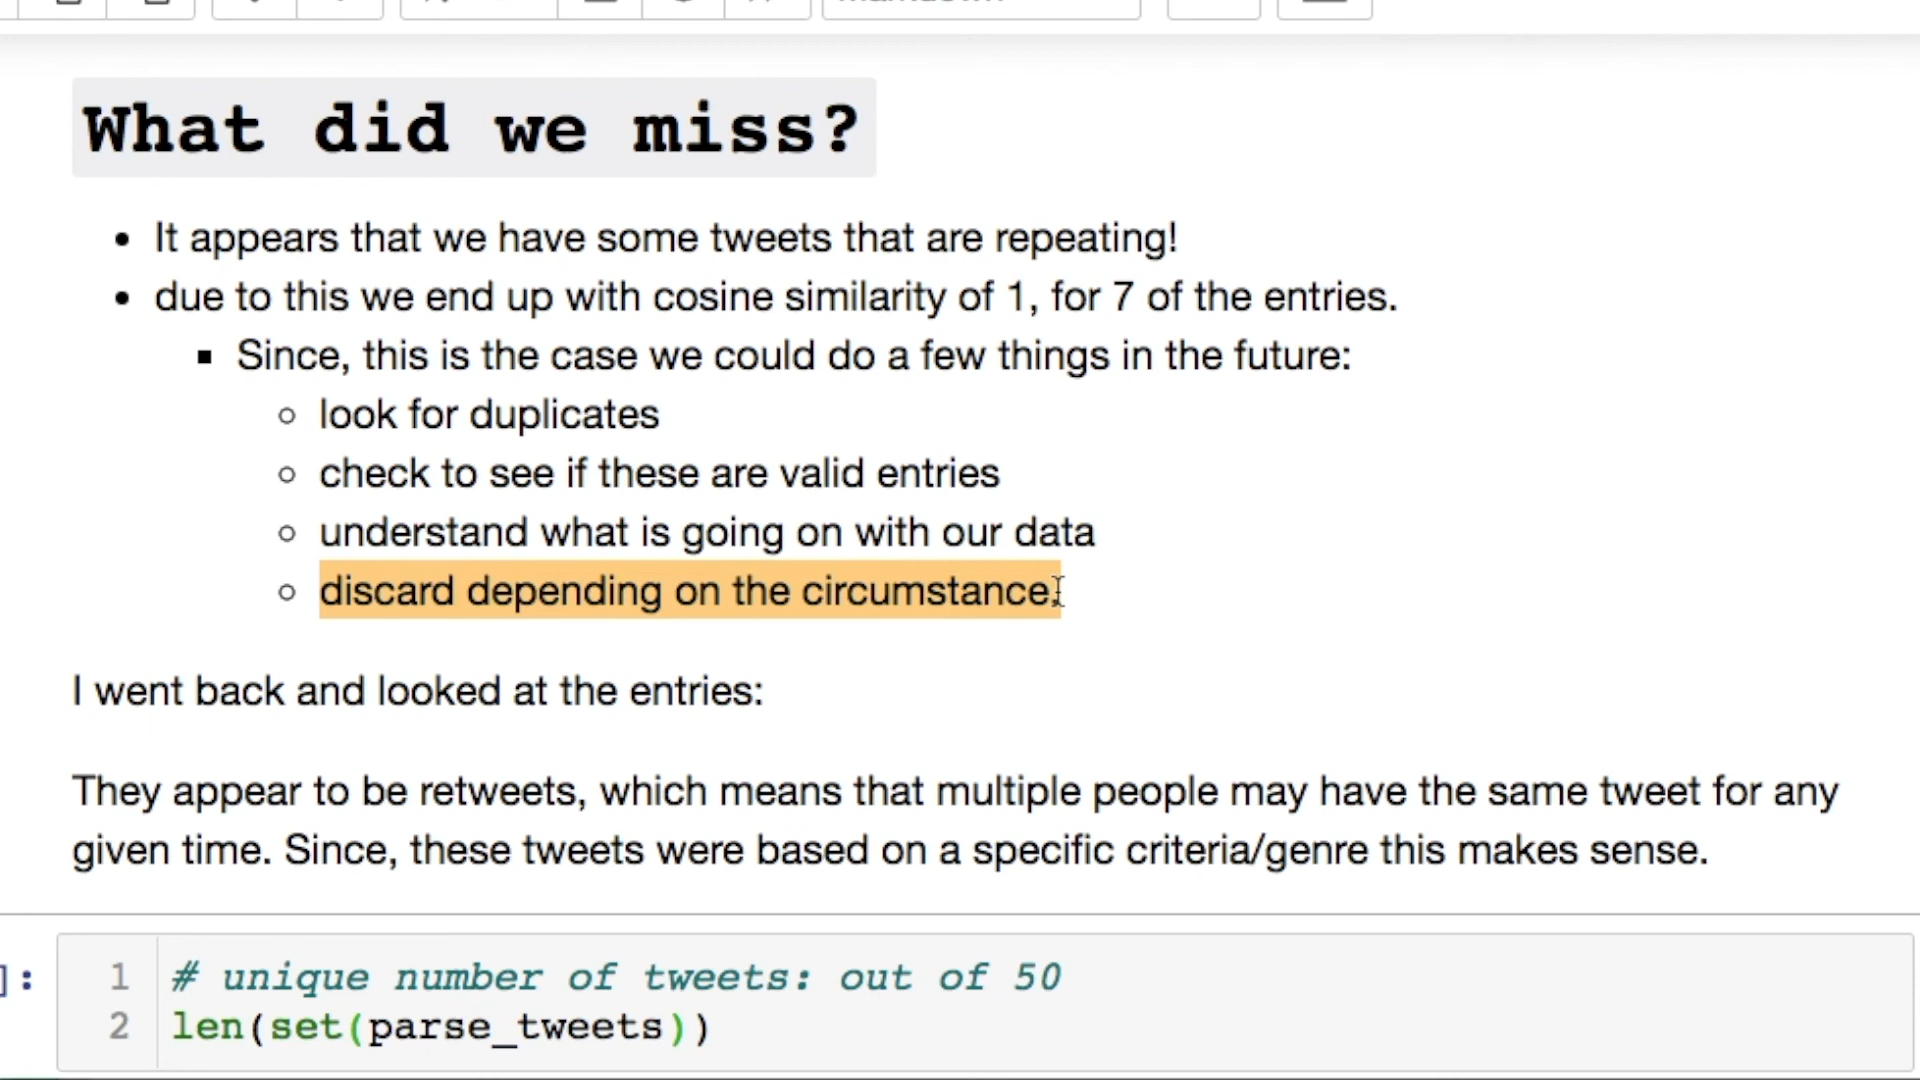 What did we miss?
It appears that we have some tweets that are repeating!
due to this we end up with cosine similarity of 1, for 7 of the entries.
Since, this is the case we could do a few things in the future:
look for duplicates
check to see if these are valid entries
understand what is going on with our data
discard depending on the circumstance.
I went back and looked at the entries:
They appear to be retweets, which means that multiple people may have the same tweet for any
given time. Since, these tweets were based on a specific criteria/genre this makes sense.
]: 1 # unique number of tweets: out of 50
2 len(set(parse_tweets))